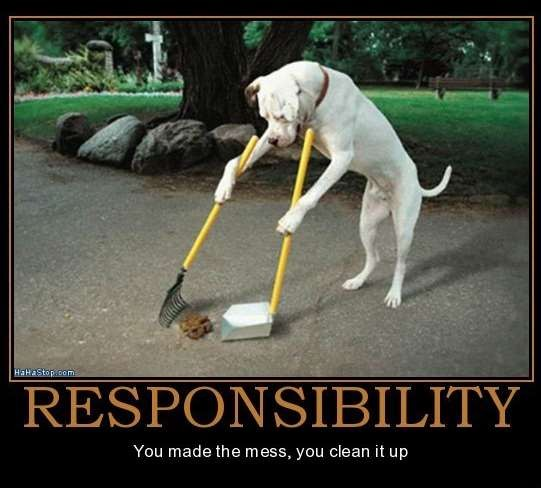 HaHaStop.com
RESPONSIBILITY
You made the mess, you clean it up